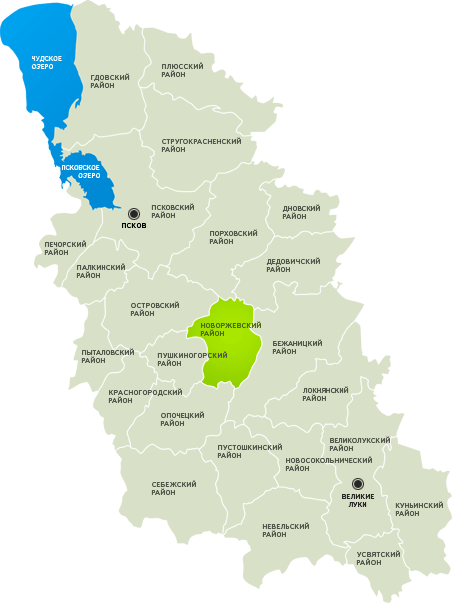 ЧУДСКОЕ
ОЗЕРО
ГДОВСКИЙ
РАЙОН
ПЛЮССКИЙ
РАЙОН
СТРУГОКРАСНЕНСКИЙ
РАЙОН
ПСКОВСКОЕ
ОЗЕРО
ПСКОВСКИЙ
РАЙОН
ПСКОВ
ДНОВСКИЙ
РАЙОН
ПОРХОВСКИЙ
РАЙОН
ПЕЧОРСКИЙ
РАЙОН
ПАЛКИНСКИЙ
РАЙОН
ДЕДОВИЧСКИЙ
РАЙОН
ОСТРОВСКИЙ
РАЙОН
НОВОРЖЕВСКИЙ
РАЙОН
БЕЖАНИЦКИЙ
РАЙОН
ПЫТАЛОВСКИЙ
РАЙОН
ПУШКИНОГОРСКИЙ
РАЙОН
КРАСНОГОРОДСКИЙ
РАЙОН
ЛОКНЯНСКИЙ
РАЙОН
ОПОЧЕЦКИЙ
РАЙОН
ПУСТОШКИНСКИЙ
РАЙОН
ВЕЛИКОЛУКСКИЙ
РАЙОН
НОВОСОКОЛЬНИЧЕСКИЙ
РАЙОН
СЕБЕЖСКИЙ
РАЙОН
ВЕЛИКИЕ
ЛУКИ
КУНЬИНСКИЙ
РАЙОН
НЕВЕЛЬСКИЙ
РАЙОН
УСВЯТСКИЙ
РАЙОН